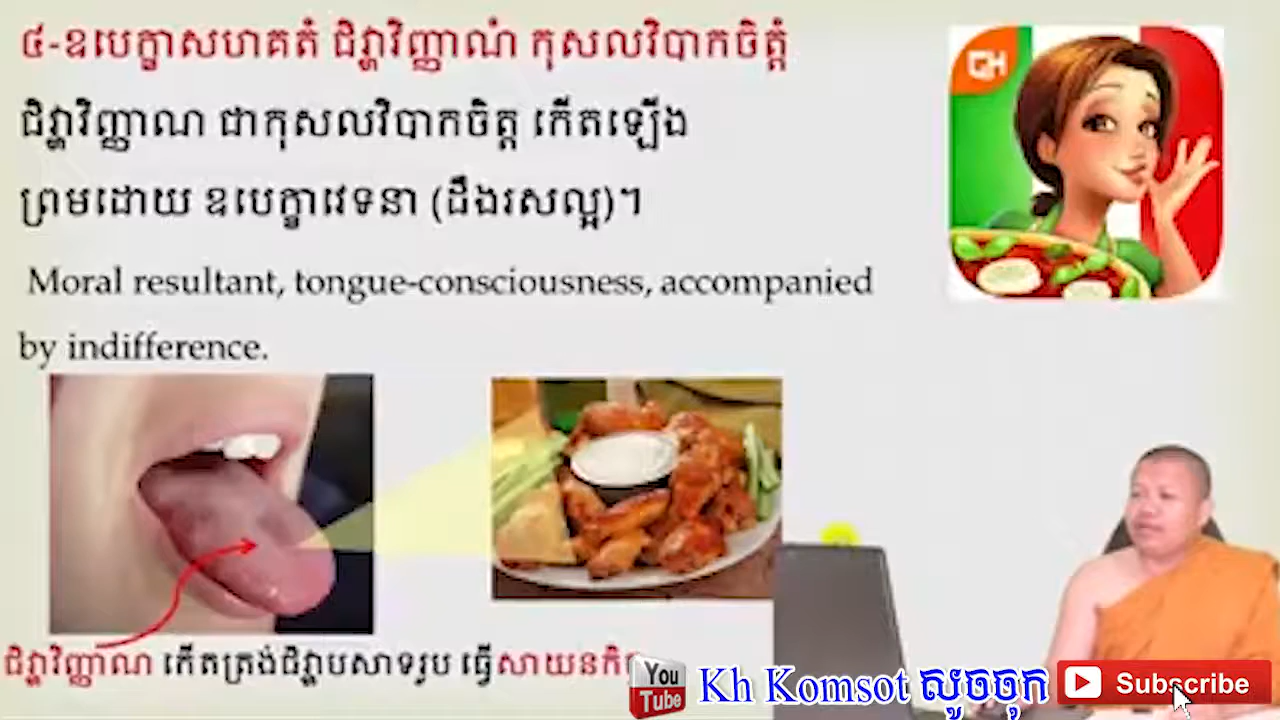 ៤-ឧបេក្ខាសហគតំ ជិវ្ហាវិញ្ញាណំ កុសលវិបាកចិត្តំ
GH
ជិវ្ហាវិញ្ញាណ ជាកុសលវិបាកចិត្ត កើតឡើង
ព្រមដោយ ឧបេក្ខាវេទនា (ដឹងរសល្អ)។
Moral resultant, tongue-consciousness, accompanied
by indifference.
ជិវ្ហាវិញ្ញាណ កើតត្រង់ជិវ្ហាបសាទរូប ធ្វើសាយនកិ
You Tube Kh Komsot សូចចុក Subscribe